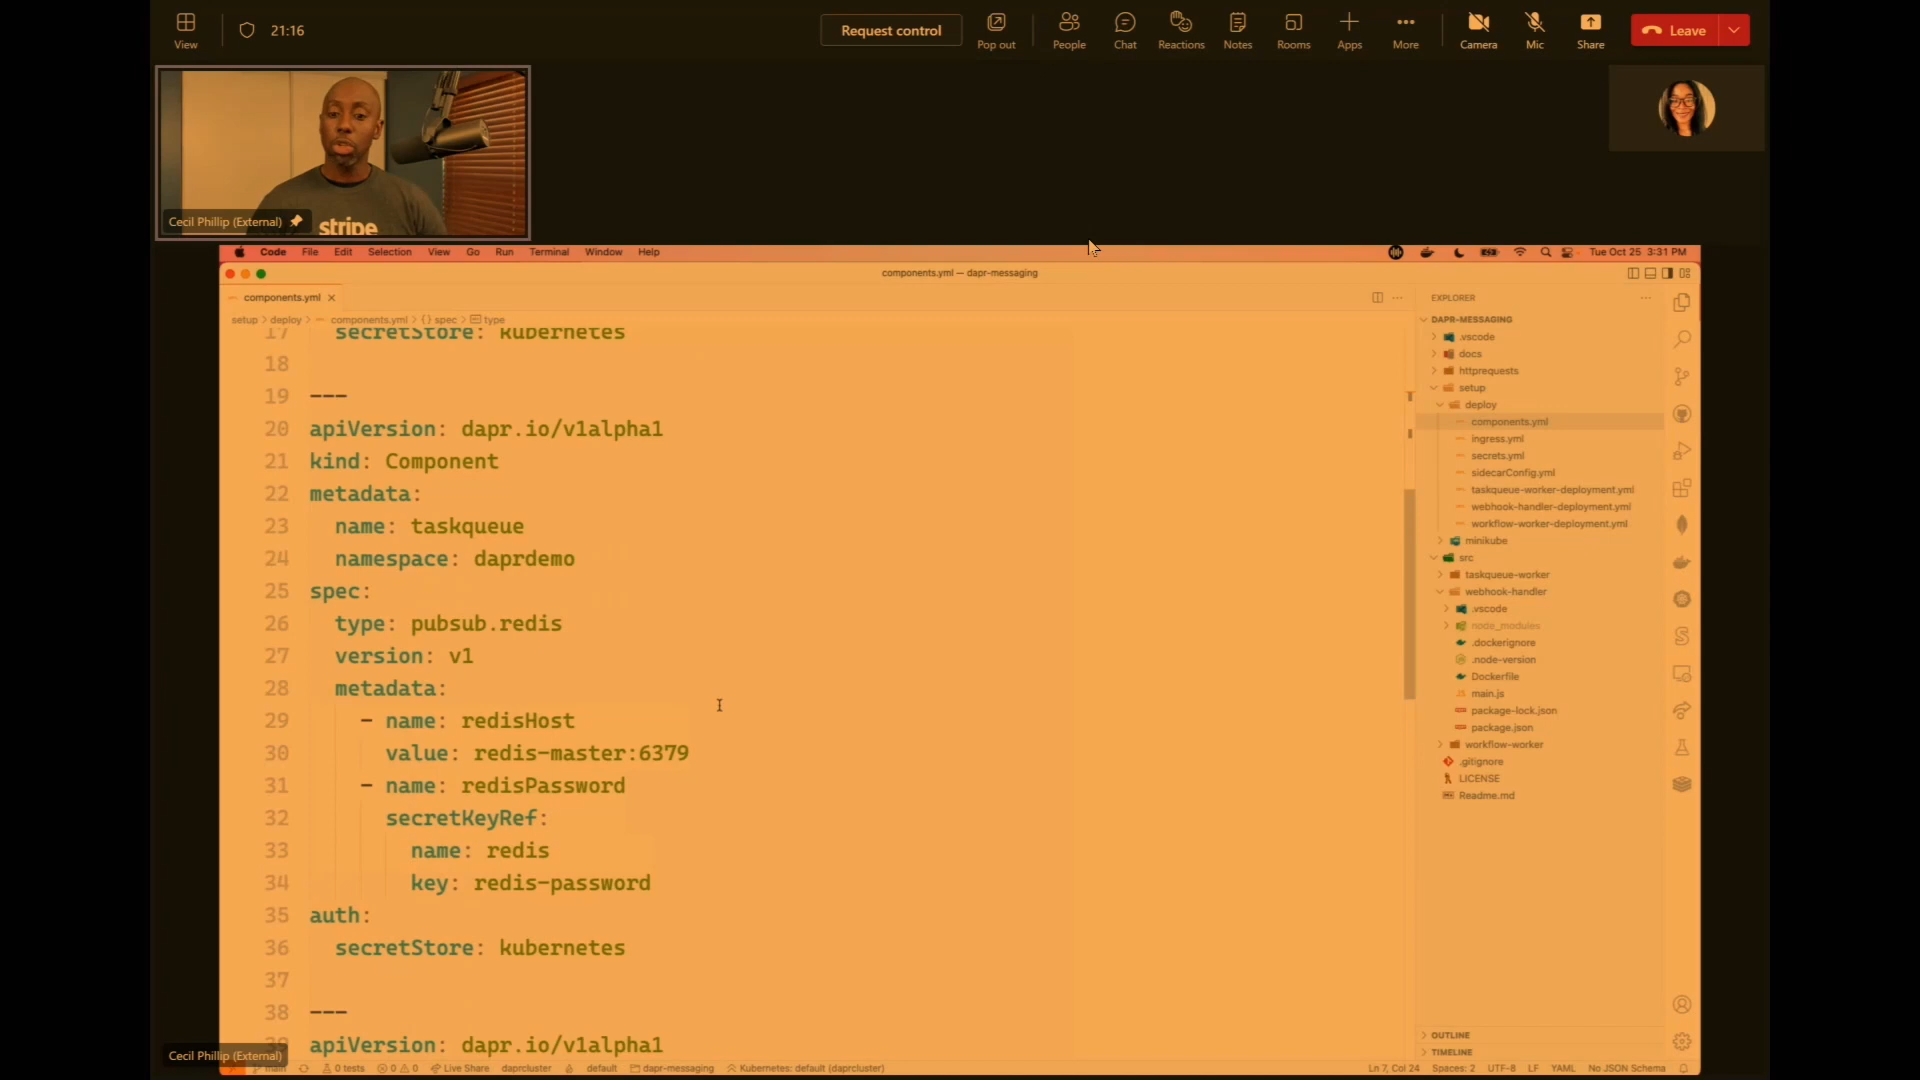 View
21:16
Request control
Pop out
People
Chat
Reactions
Notes
Rooms
Apps
More
Camera
Mic
Share
Leave
stripe
Cecil Phillip (External)
Code File Edit Selection View Go Run Terminal Window Help
Tue Oct 25 3:31 PM
components.yml — dapr-messaging
components.yml
setup > deploy > components.yml > {} spec > type
17 secretStore: kubernetes
18
19 ---
20 apiVersion: dapr.io/v1alpha1
21 kind: Component
22 metadata:
23 name: taskqueue
24 namespace: daprdemo
25 spec:
26 type: pubsub.redis
27 version: v1
28 metadata:
29 - name: redisHost
30 value: redis-master:6379
31 - name: redisPassword
32 secretKeyRef:
33 name: redis
34 key: redis-password
35 auth:
36 secretStore: kubernetes
37
38 ---
39 apiVersion: dapr.io/v1alpha1
EXPLORER
DAPR-MESSAGING
.vscode
docs
httprequests
setup
deploy
components.yml
ingress.yml
secrets.yml
sidecarConfig.yml
taskqueue-worker-deployment.yml
webhook-handler-deployment.yml
workflow-worker-deployment.yml
minikube
src
taskqueue-worker
webhook-handler
.vscode
node_modules
.dockerignore
.node-version
Dockerfile
main.js
package-lock.json
package.json
workflow-worker
.gitignore
LICENSE
Readme.md
OUTLINE
TIMELINE
Cecil Phillip (External)
main 0 tests 0 0 Live Share daprcluster default dapr-messaging Kubernetes: default (daprcluster)
Ln 7, Col 24 Spaces: 2 UTF-8 LF YAML No JSON Schema